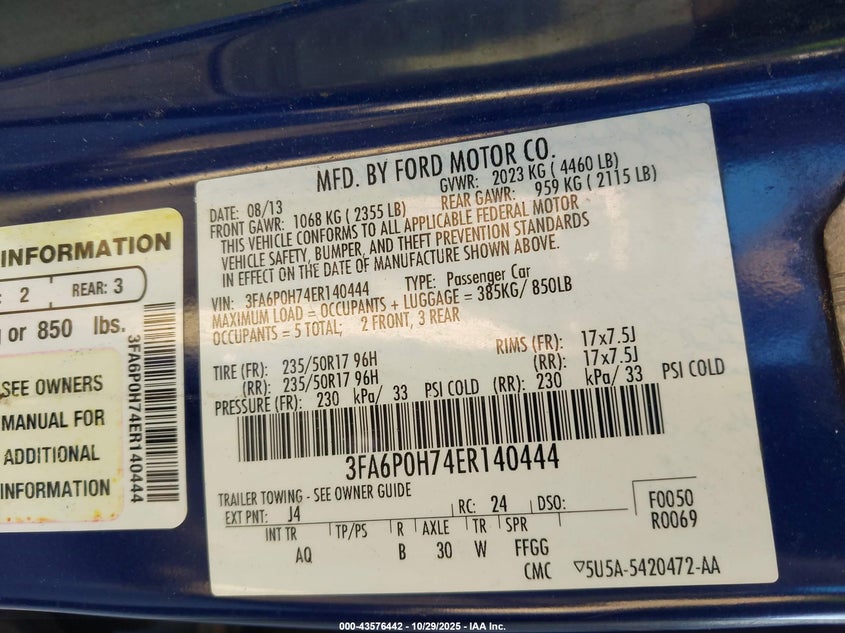 INFORMATION
: 2 REAR: 3
or 850 lbs.
SEE OWNERS
MANUAL FOR
ADDITIONAL
INFORMATION
3FA6P0H74ER140444
MFD. BY FORD MOTOR CO.
DATE: 08/13 GVWR: 2023 KG ( 4460 LB)
FRONT GAWR: 1068 KG ( 2355 LB) REAR GAWR: 959 KG ( 2115 LB)
THIS VEHICLE CONFORMS TO ALL APPLICABLE FEDERAL MOTOR
VEHICLE SAFETY, BUMPER, AND THEFT PREVENTION STANDARDS
IN EFFECT ON THE DATE OF MANUFACTURE SHOWN ABOVE.
VIN: 3FA6P0H74ER140444 TYPE: Passenger Car
MAXIMUM LOAD = OCCUPANTS + LUGGAGE = 385KG/ 850LB
OCCUPANTS = 5 TOTAL; 2 FRONT, 3 REAR
RIMS (FR): 17x7.5J
TIRE (FR): 235/50R17 96H (RR): 17x7.5J
(RR): 235/50R17 96H
PRESSURE (FR): 230 kPa/ 33 PSI COLD (RR): 230 kPa/ 33 PSI COLD
3FA6P0H74ER140444
TRAILER TOWING - SEE OWNER GUIDE
EXT PNT: J4 RC: 24 DSO: F0050
R0069
INT TR TP/PS R AXLE TR SPR
AQ B 30 W FFGG
CMC ▽5U5A-5420472-AA
000-43576442 - 10/29/2025 - IAA Inc.